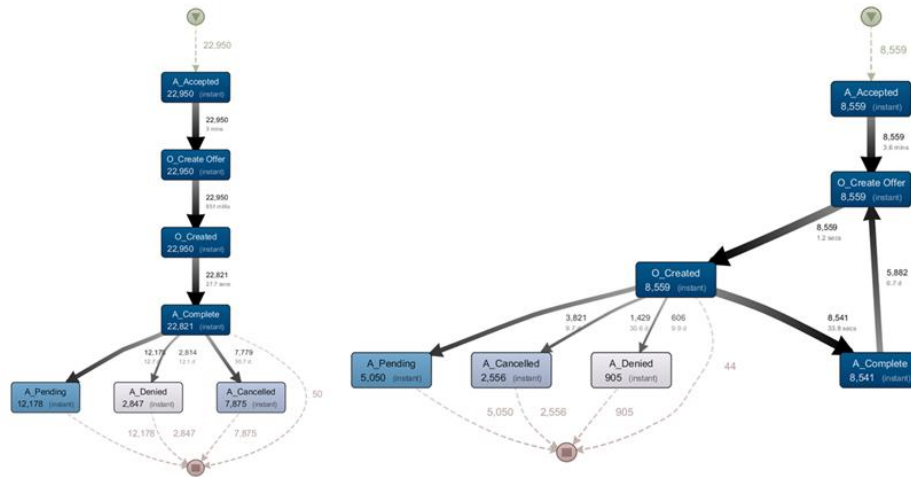 22,950
A_Accepted
22,950 (instant)
22,950
3 mins
O_Create Offer
22,950 (instant)
22,950
O_Created
22,950 (instant)
22,821
27.7 secs
A_Complete
22,821 (instant)
12,178
2,814
7,779
A_Pending
12,178 (instant)
A_Denied
2,847 (instant)
A_Cancelled
7,875 (instant)
50
12,178
2,847
7,875
8,559
A_Accepted
8,559 (instant)
8,559
3.6 mins
O_Create Offer
8,559 (instant)
8,559
1.2 secs
5,882
6.7 d
O_Created
8,559 (instant)
3,821
1,429
606
9.9 d
8,541
33.8 secs
A_Pending
5,050 (instant)
A_Cancelled
2,556 (instant)
A_Denied
905 (instant)
44
A_Complete
8,541 (instant)
5,050
2,556
905